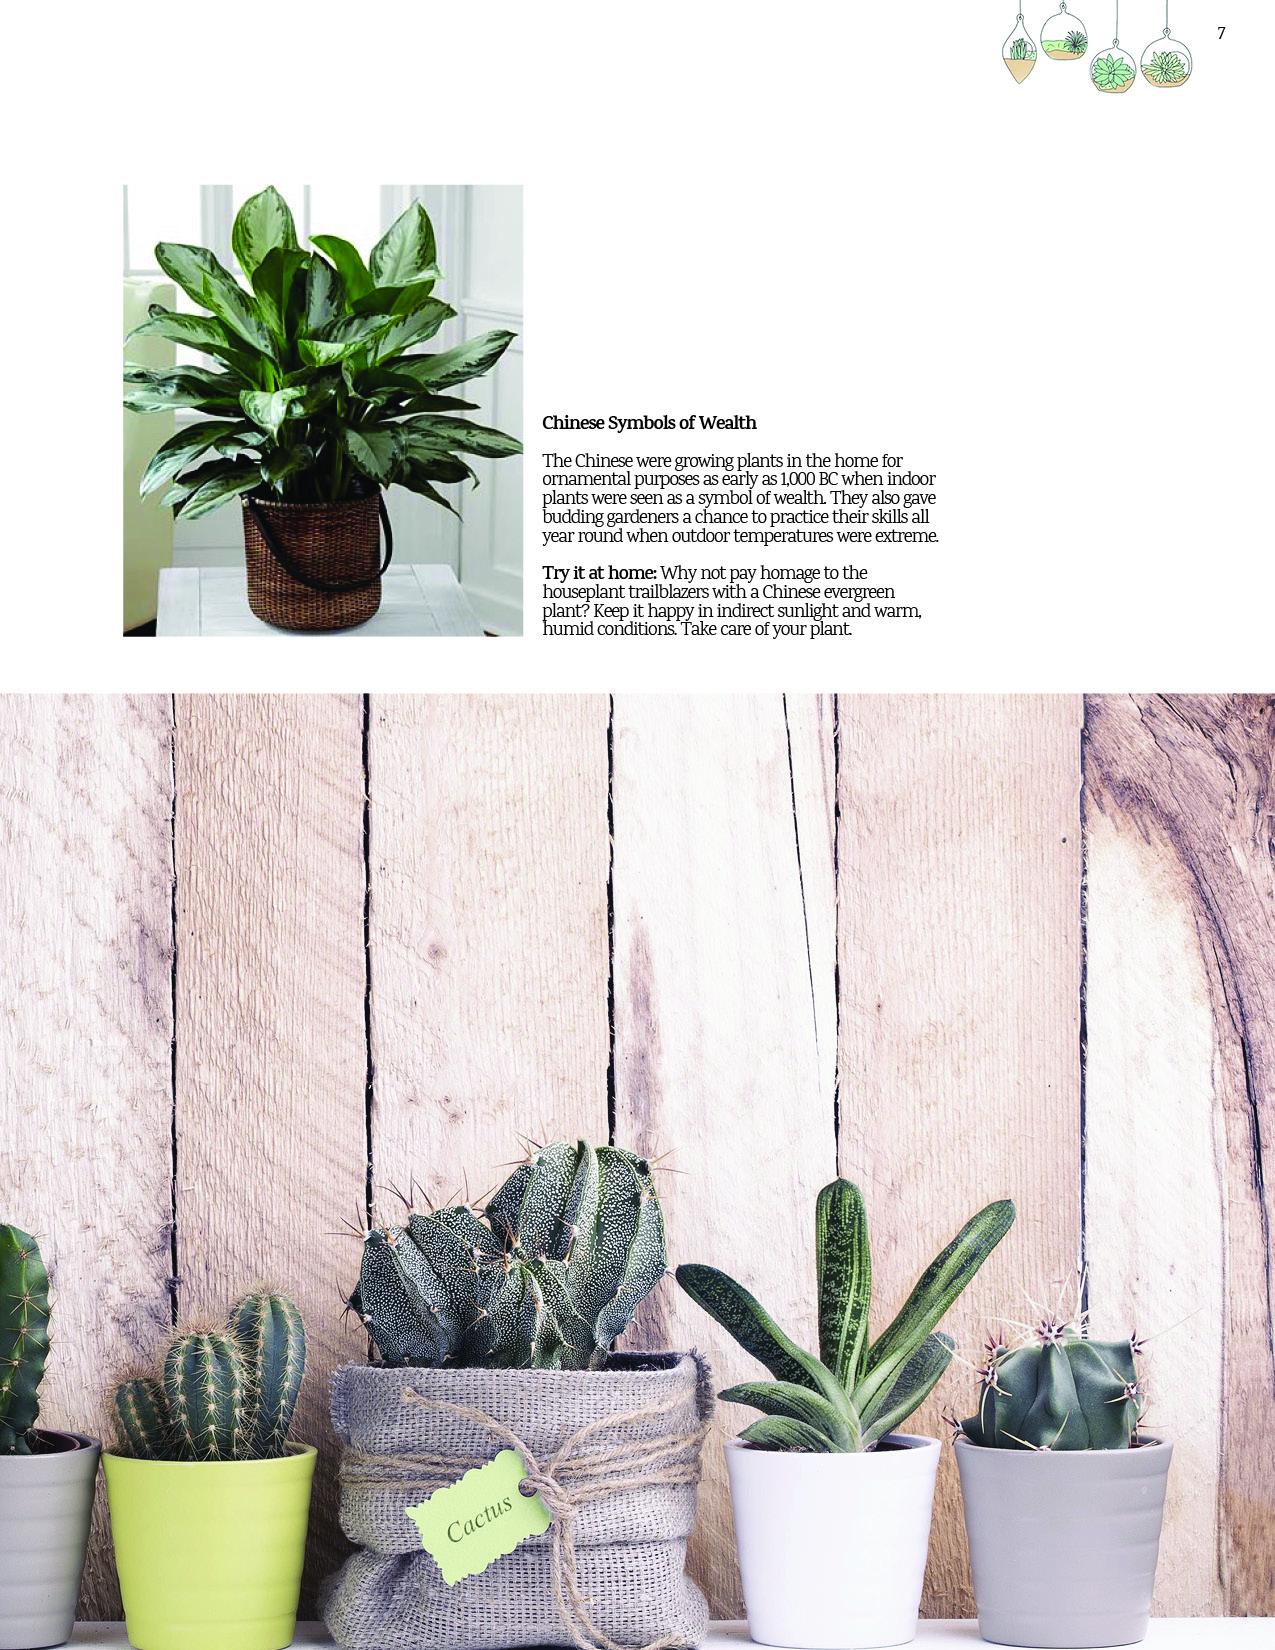 7
Chinese Symbols of Wealth
The Chinese were growing plants in the home for
ornamental purposes as early as 1,000 BC when indoor
plants were seen as a symbol of wealth. They also gave
budding gardeners a chance to practice their skills all
year round when outdoor temperatures were extreme.
Try it at home: Why not pay homage to the
houseplant trailblazers with a Chinese evergreen
plant? Keep it happy in indirect sunlight and warm,
humid conditions. Take care of your plant.
Cactus